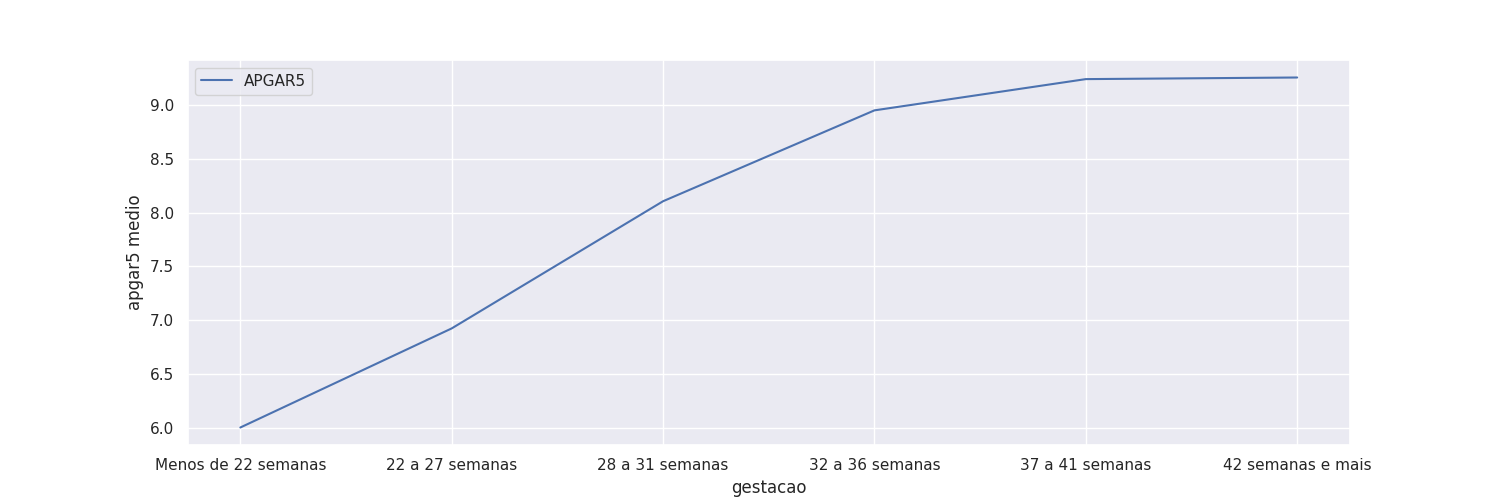 APGAR5
9.0
8.5
8.0
7.5
7.0
6.5
6.0
apgar5 medio
Menos de 22 semanas
22 a 27 semanas
28 a 31 semanas
32 a 36 semanas
37 a 41 semanas
42 semanas e mais
gestacao